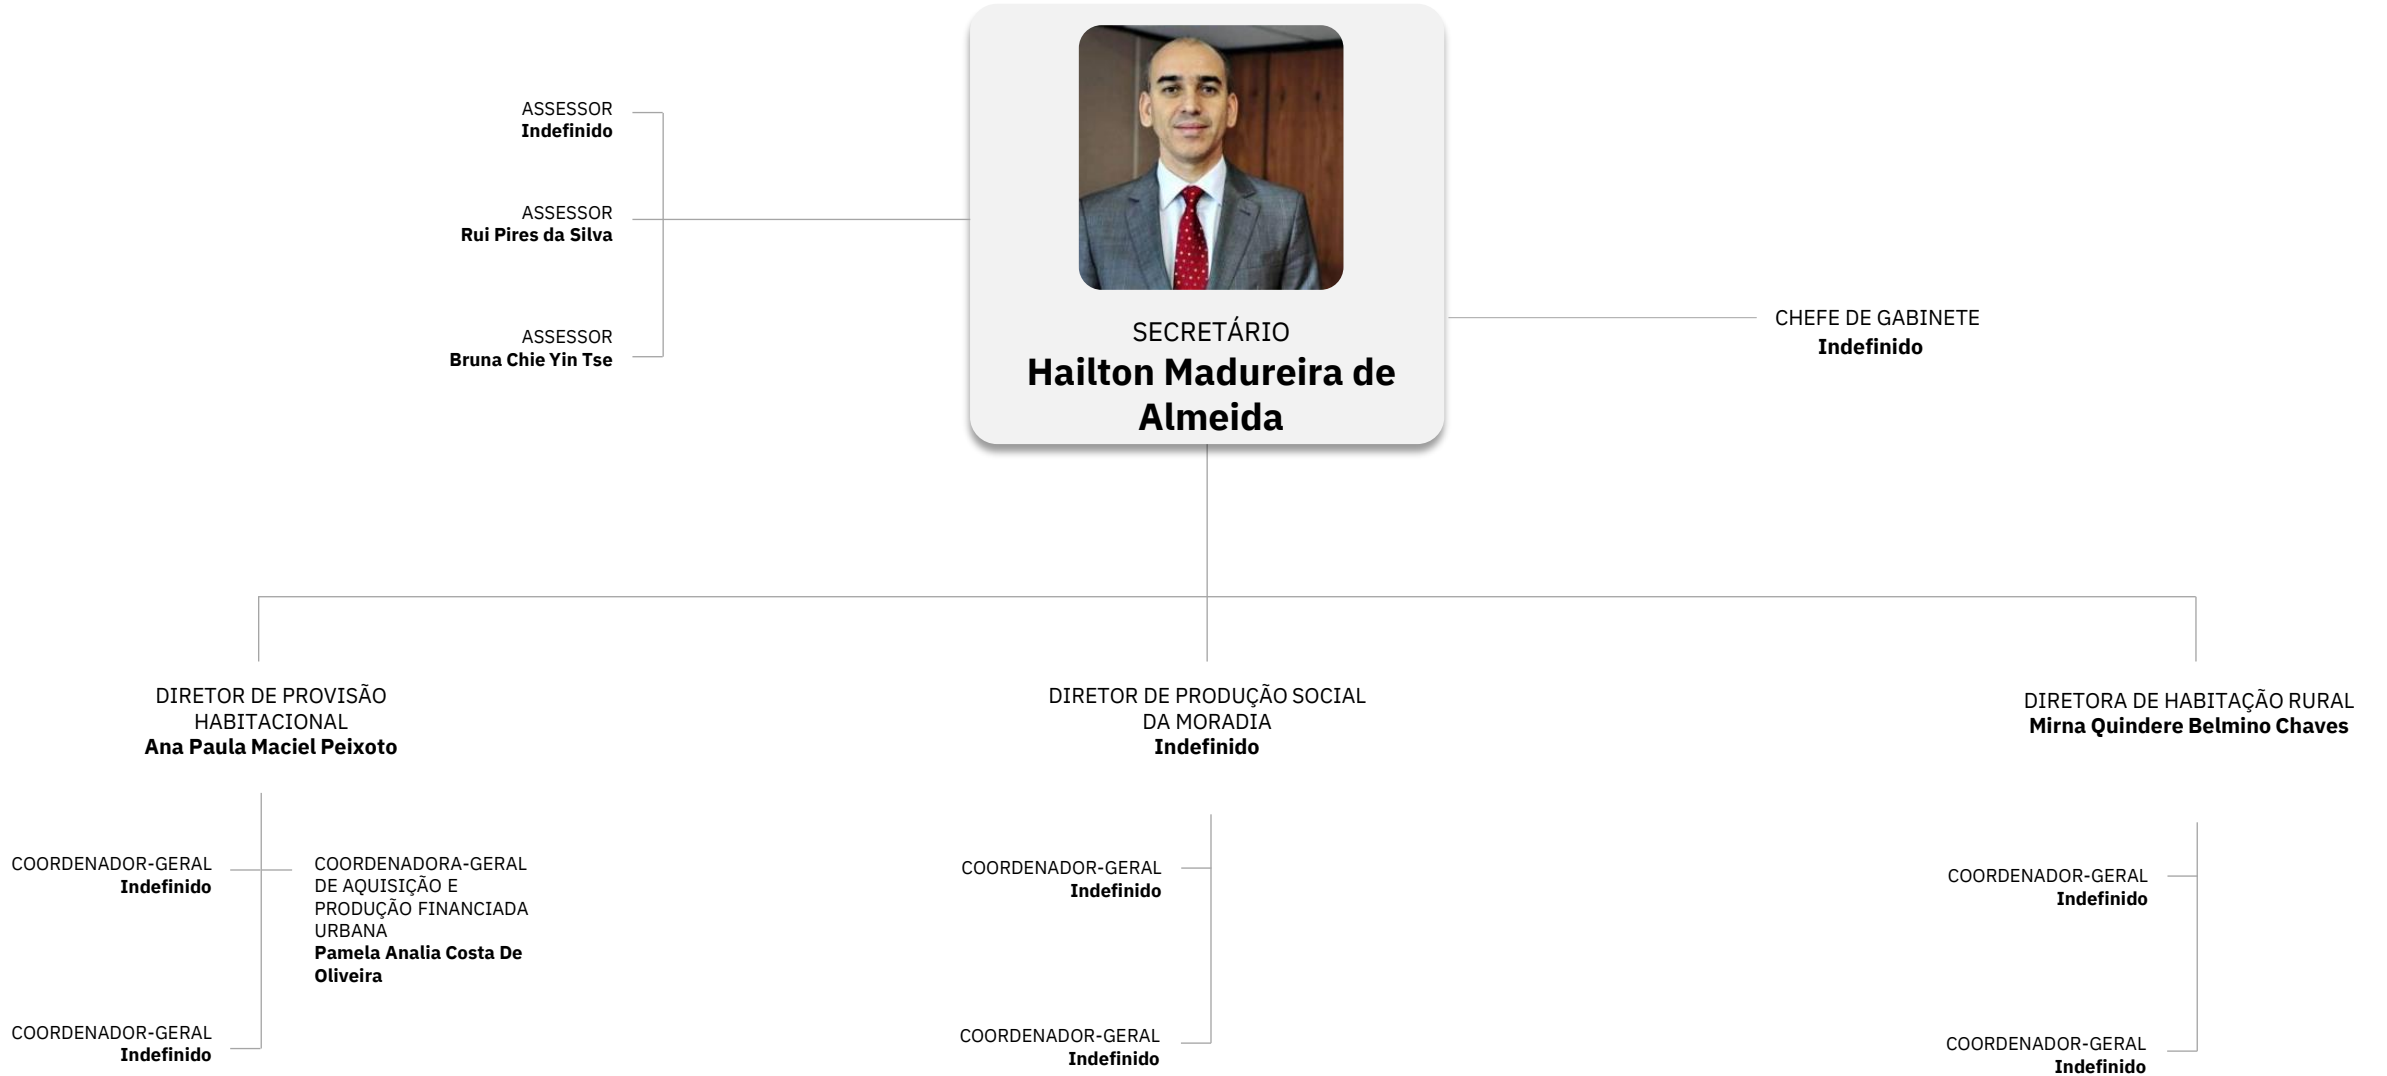 ASSESSOR
Indefinido
ASSESSOR
Rui Pires da Silva
ASSESSOR
Bruna Chie Yin Tse
SECRETÁRIO
Hailton Madureira de
Almeida
CHEFE DE GABINETE
Indefinido
DIRETOR DE PROVISÃO
HABITACIONAL
Ana Paula Maciel Peixoto
COORDENADOR-GERAL
Indefinido
COORDENADORA-GERAL
DE AQUISIÇÃO E
PRODUÇÃO FINANCIADA
URBANA
Pamela Analia Costa De
Oliveira
COORDENADOR-GERAL
Indefinido
DIRETOR DE PRODUÇÃO SOCIAL
DA MORADIA
Indefinido
COORDENADOR-GERAL
Indefinido
COORDENADOR-GERAL
Indefinido
DIRETORA DE HABITAÇÃO RURAL
Mirna Quindere Belmino Chaves
COORDENADOR-GERAL
Indefinido
COORDENADOR-GERAL
Indefinido